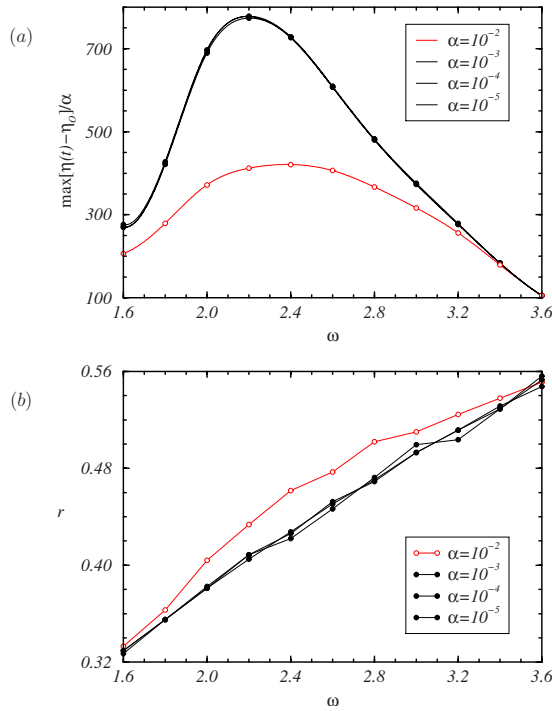 (a)
max[η(t)−η₀]/α
700
500
300
100
α=10⁻²
α=10⁻³
α=10⁻⁴
α=10⁻⁵
1.6 2.0 2.4 2.8 3.2 3.6
ω
(b)
r
0.56
0.48
0.40
0.32
α=10⁻²
α=10⁻³
α=10⁻⁴
α=10⁻⁵
1.6 2.0 2.4 2.8 3.2 3.6
ω